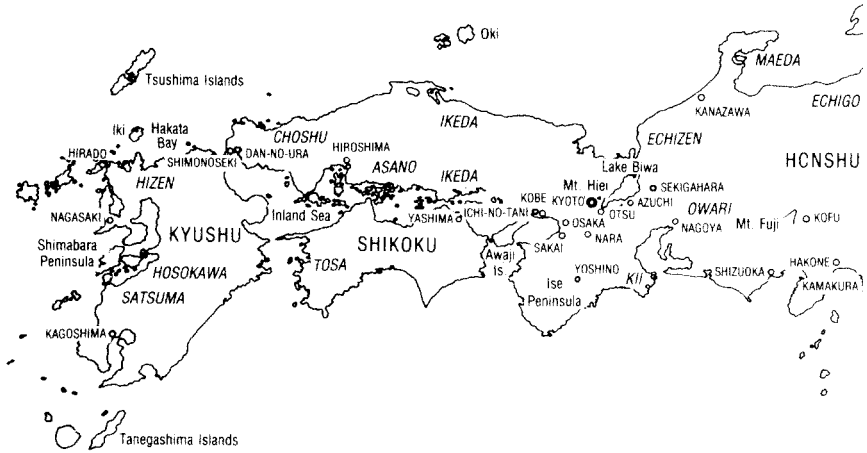 Oki
MAEDA
Tsushima Islands
KANAZAWA
ECHIGO
Iki
Hakata
Bay
CHOSHU
IKEDA
ECHIZEN
HIRADO
SHIMONOSEKI
DAN-NO-URA
HIROSHIMA
HONSHU
Lake Biwa
HIZEN
ASANO
IKEDA
Mt. Hiei
SEKIGAHARA
KYOTO
AZUCHI
NAGASAKI
Inland Sea
YASHIMA
ICHI-NO-TANI
KOBE
OTSU
OWARI
OSAKA
NAGOYA
Mt. Fuji
KOFU
KYUSHU
SHIKOKU
SAKAI
NARA
Shimabara
Peninsula
Awaji
Is.
HOSOKAWA
TOSA
YOSHINO
KII
SHIZUOKA
HAKONE
SATSUMA
Ise
Peninsula
KAMAKURA
KAGOSHIMA
Tanegashima Islands